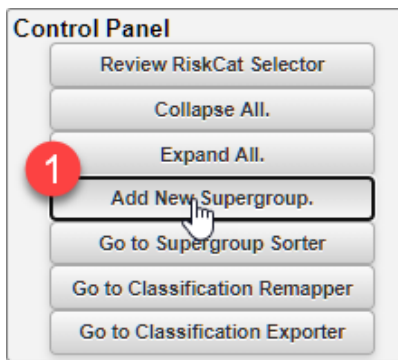 Control Panel
Review RiskCat Selector
Collapse All.
Expand All.
1
Add New Supergroup.
Go to Supergroup Sorter
Go to Classification Remapper
Go to Classification Exporter